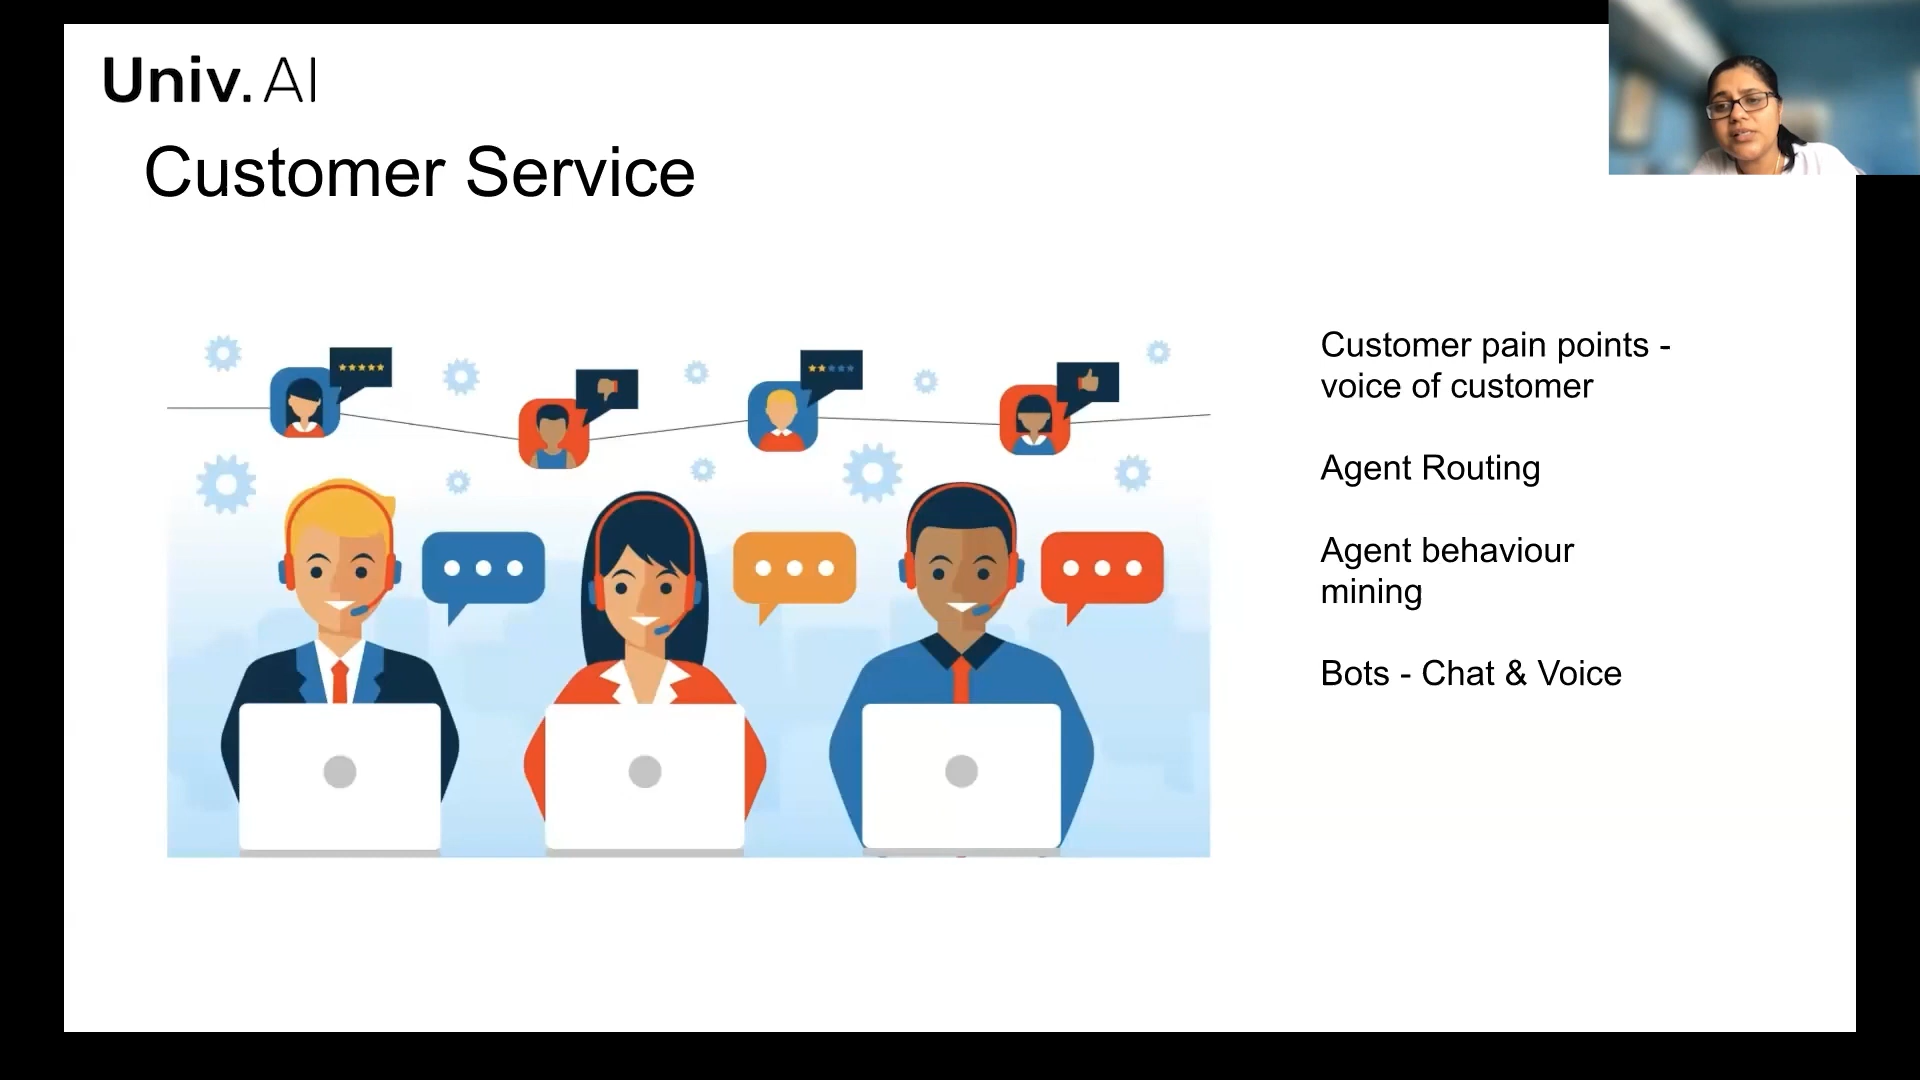 Univ.AI
Customer Service
Customer pain points -
voice of customer
Agent Routing
Agent behaviour
mining
Bots - Chat & Voice